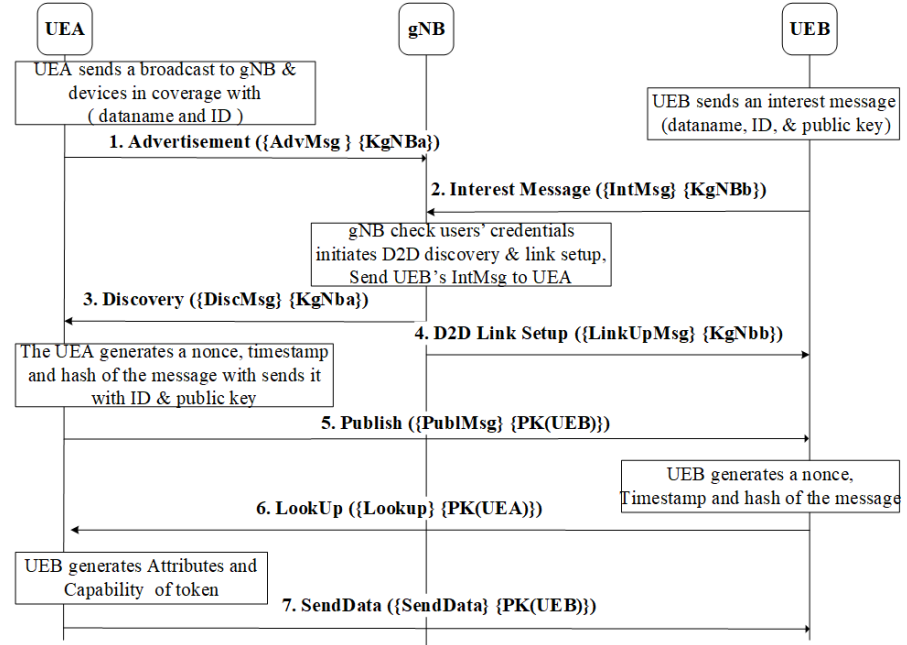 UEA
gNB
UEB
UEA sends a broadcast to gNB &
devices in coverage with
( dataname and ID )
UEB sends an interest message
(dataname, ID, & public key)
1. Advertisement ({AdvMsg } {KgNBa})
2. Interest Message ({IntMsg} {KgNBb})
gNB check users' credentials
initiates D2D discovery & link setup,
Send UEB's IntMsg to UEA
3. Discovery ({DiscMsg} {KgNba})
4. D2D Link Setup ({LinkUpMsg} {KgNbb})
The UEA generates a nonce, timestamp
and hash of the message with sends it
with ID & public key
5. Publish ({PublMsg} {PK(UEB)})
UEB generates a nonce,
Timestamp and hash of the message
6. LookUp ({Lookup} {PK(UEA)})
UEB generates Attributes and
Capability of token
7. SendData ({SendData} {PK(UEB)})